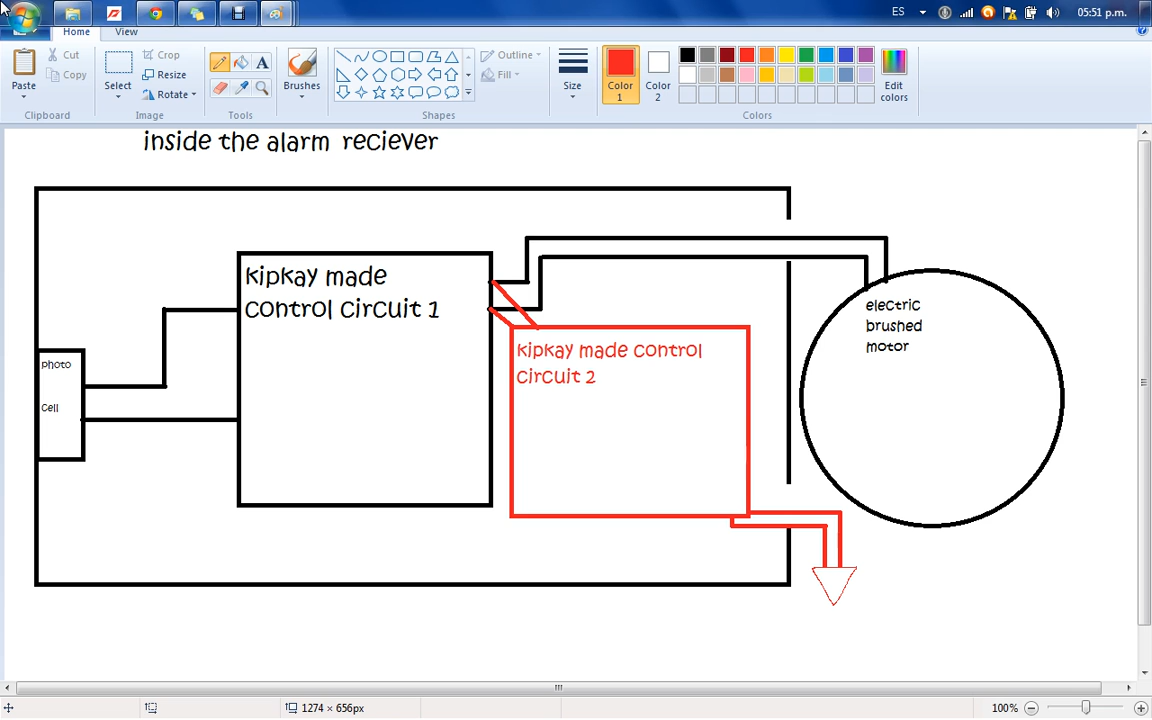 ES
05:51 p.m.
Home
View
Paste
Cut
Copy
Clipboard
Select
Crop
Resize
Rotate
Image
A
Tools
Brushes
Shapes
Outline
Fill
Size
Color
1
Color
2
Edit
colors
Colors
inside the alarm reciever
kipkay made
control circuit 1
photo
cell
kipkay made control
circuit 2
electric
brushed
motor
1274 × 656px
100%